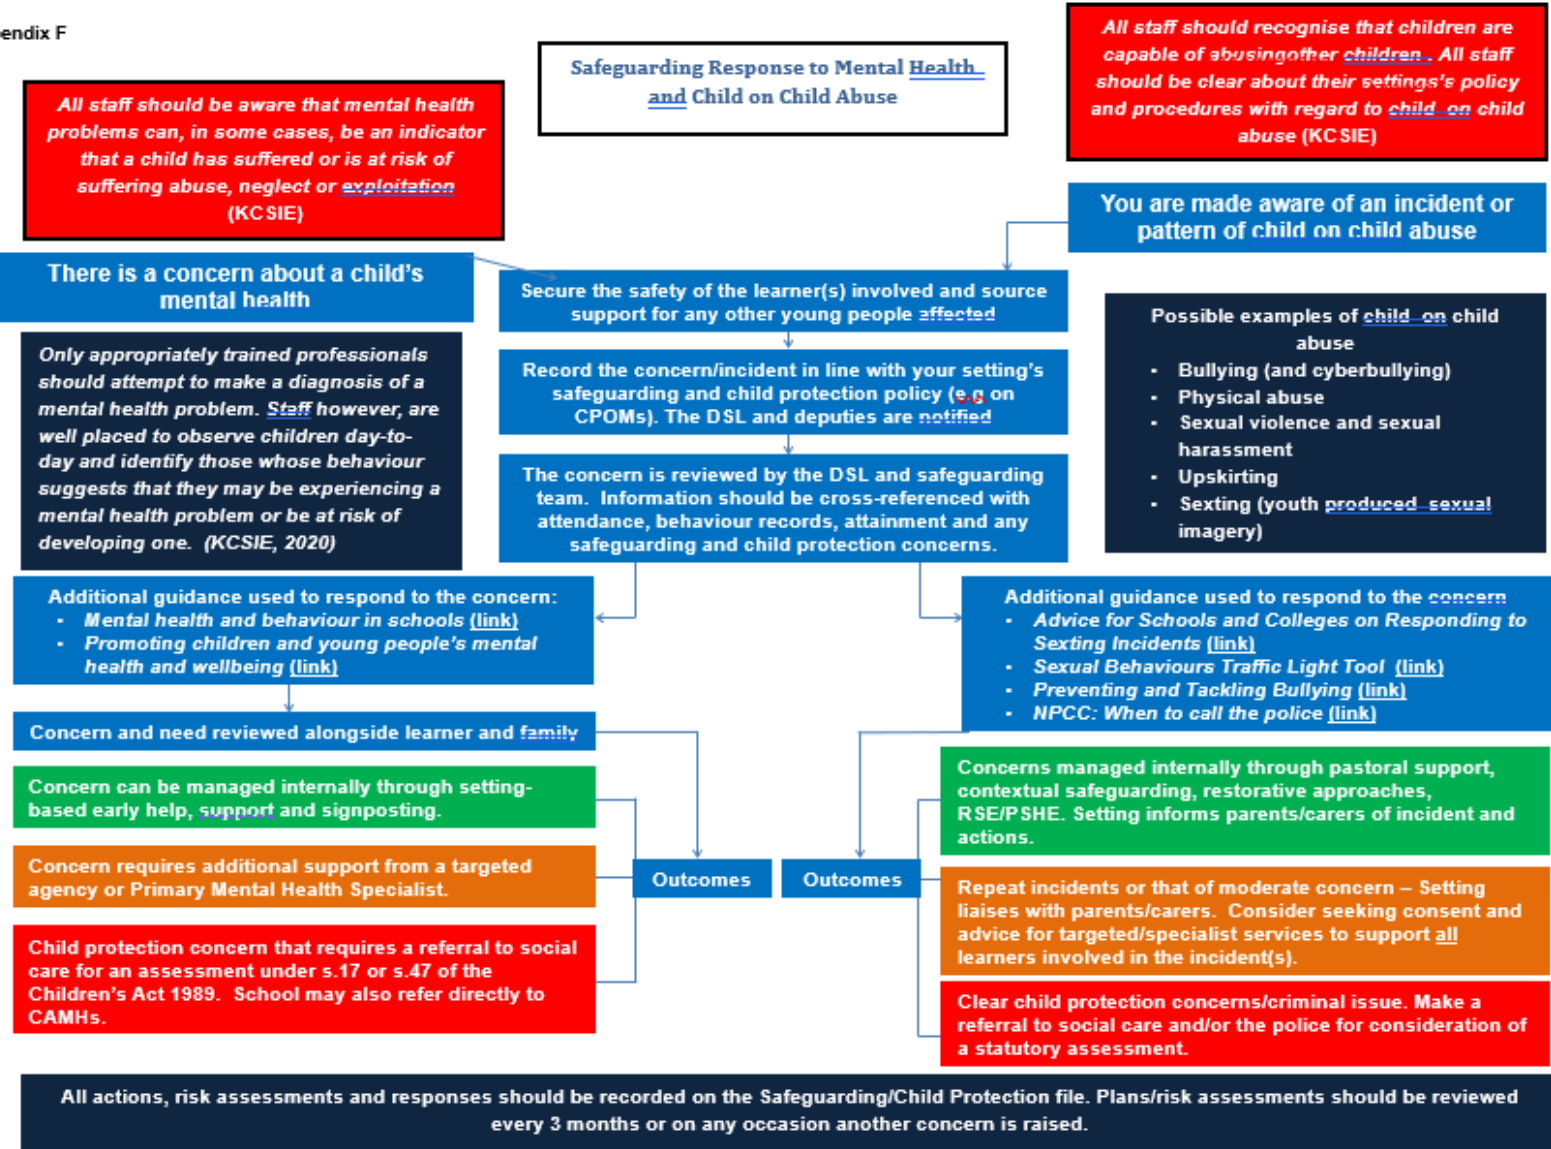 endix F
Safeguarding Response to Mental Health
and Child on Child Abuse
All staff should recognise that children are
capable of abusingother children. All staff
should be clear about their settings's policy
and procedures with regard to child on child
abuse (KCSIE)
All staff should be aware that mental health
problems can, in some cases, be an indicator
that a child has suffered or is at risk of
suffering abuse, neglect or exploitation
(KCSIE)
You are made aware of an incident or
pattern of child on child abuse
There is a concern about a child's
mental health
Secure the safety of the learner(s) involved and source
support for any other young people affected
Only appropriately trained professionals
should attempt to make a diagnosis of a
mental health problem. Staff however, are
well placed to observe children day-to-
day and identify those whose behaviour
suggests that they may be experiencing a
mental health problem or be at risk of
developing one. (KCSIE, 2020)
Record the concern/incident in line with your setting's
safeguarding and child protection policy (e.g on
CPOMs). The DSL and deputies are notified
The concern is reviewed by the DSL and safeguarding
team. Information should be cross-referenced with
attendance, behaviour records, attainment and any
safeguarding and child protection concerns.
Possible examples of child on child
abuse
- Bullying (and cyberbullying)
- Physical abuse
- Sexual violence and sexual
harassment
- Upskirting
- Sexting (youth produced sexual
imagery)
Additional guidance used to respond to the concern:
- Mental health and behaviour in schools (link)
- Promoting children and young people's mental
health and wellbeing (link)
Additional guidance used to respond to the concern
- Advice for Schools and Colleges on Responding to
Sexting Incidents (link)
- Sexual Behaviours Traffic Light Tool (link)
- Preventing and Tackling Bullying (link)
- NPCC: When to call the police (link)
Concern and need reviewed alongside learner and family
Concern can be managed internally through setting-
based early help, support and signposting.
Concern requires additional support from a targeted
agency or Primary Mental Health Specialist.
Child protection concern that requires a referral to social
care for an assessment under s.17 or s.47 of the
Children's Act 1989. School may also refer directly to
CAMHs.
Outcomes
Outcomes
Concerns managed internally through pastoral support,
contextual safeguarding, restorative approaches,
RSE/PSHE. Setting informs parents/carers of incident and
actions.
Repeat incidents or that of moderate concern – Setting
liaises with parents/carers. Consider seeking consent and
advice for targeted/specialist services to support all
learners involved in the incident(s).
Clear child protection concerns/criminal issue. Make a
referral to social care and/or the police for consideration of
a statutory assessment.
All actions, risk assessments and responses should be recorded on the Safeguarding/Child Protection file. Plans/risk assessments should be reviewed
every 3 months or on any occasion another concern is raised.